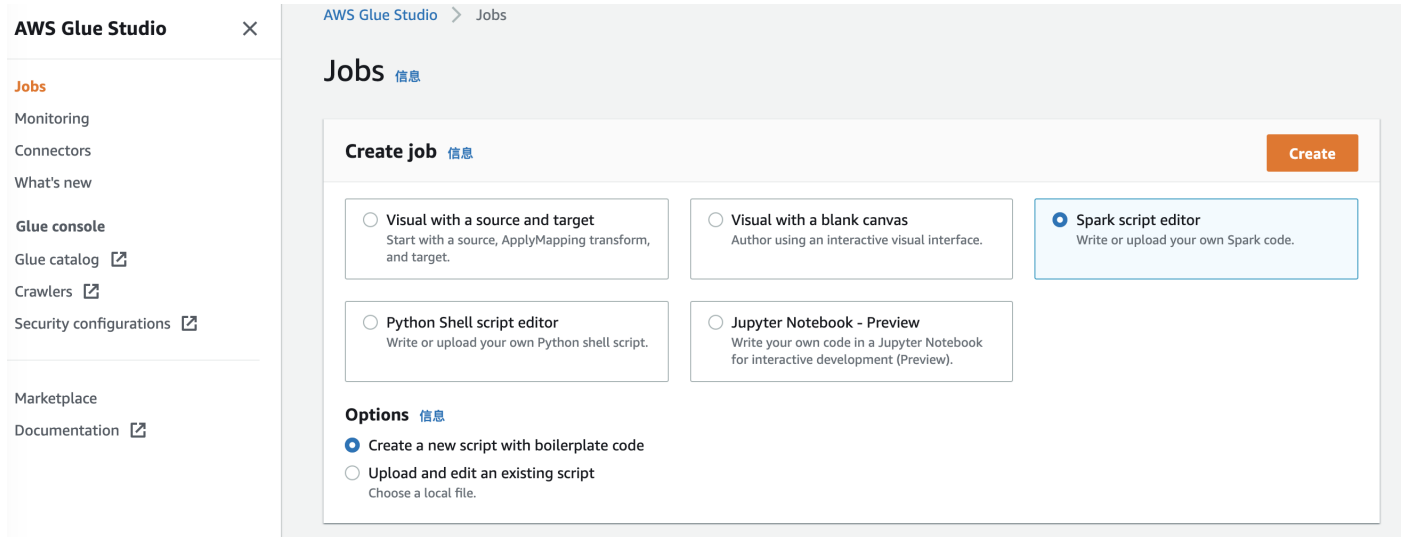 AWS Glue Studio
Jobs
Monitoring
Connectors
What's new
Glue console
Glue catalog
Crawlers
Security configurations
Marketplace
Documentation
AWS Glue Studio > Jobs
Jobs 信息
Create job 信息
Create
Visual with a source and target
Start with a source, ApplyMapping transform,
and target.
Visual with a blank canvas
Author using an interactive visual interface.
Spark script editor
Write or upload your own Spark code.
Python Shell script editor
Write or upload your own Python shell script.
Jupyter Notebook - Preview
Write your own code in a Jupyter Notebook
for interactive development (Preview).
Options 信息
Create a new script with boilerplate code
Upload and edit an existing script
Choose a local file.